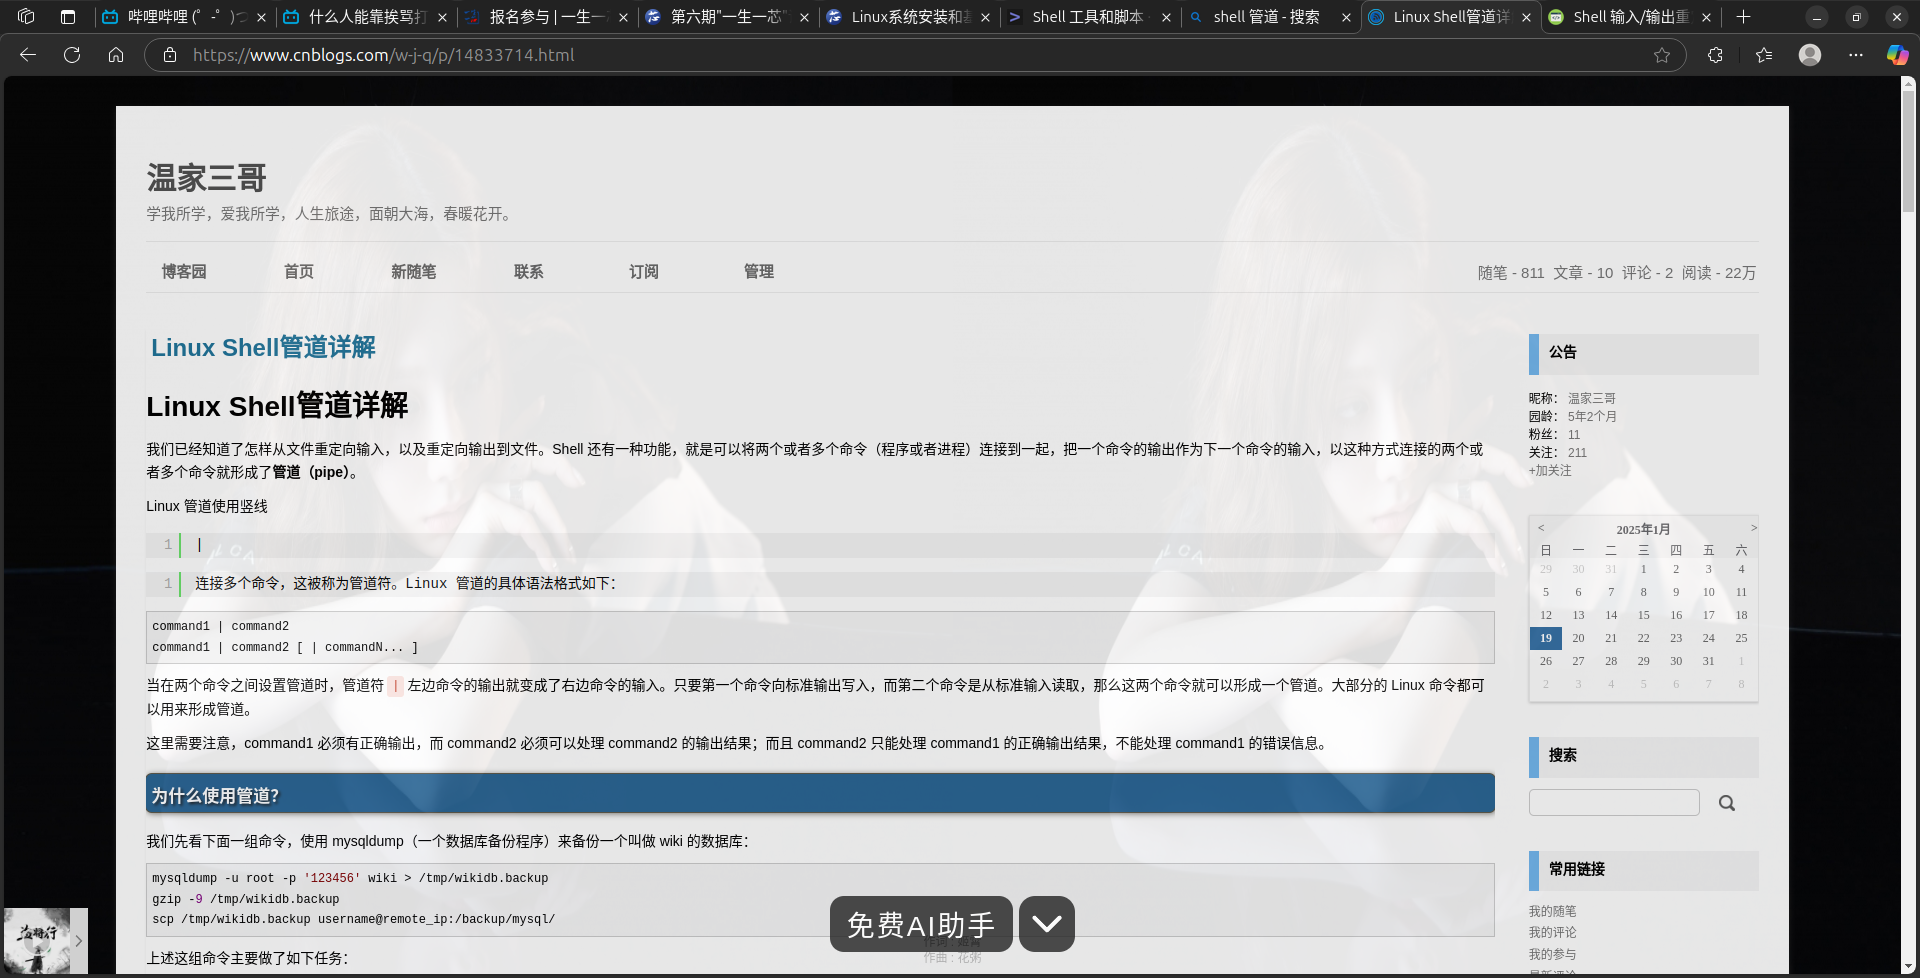 哔哩哔哩 (゜-゜)つ
什么人能靠挨骂打
报名参与 | 一生一
第六期"一生一芯"
Linux系统安装和基
Shell 工具和脚本
shell 管道 - 搜索
Linux Shell管道详
Shell 输入/输出重
https://www.cnblogs.com/w-j-q/p/14833714.html
温家三哥
学我所学，爱我所学，人生旅途，面朝大海，春暖花开。
博客园 首页 新随笔 联系 订阅 管理
随笔 - 811 文章 - 10 评论 - 2 阅读 - 22万
Linux Shell管道详解
Linux Shell管道详解
我们已经知道了怎样从文件重定向输入，以及重定向输出到文件。Shell 还有一种功能，就是可以将两个或者多个命令（程序或者进程）连接到一起，把一个命令的输出作为下一个命令的输入，以这种方式连接的两个或
者多个命令就形成了管道（pipe）。
Linux 管道使用竖线
1 |
1 连接多个命令，这被称为管道符。Linux 管道的具体语法格式如下：
command1 | command2
command1 | command2 [ | commandN... ]
当在两个命令之间设置管道时，管道符 | 左边命令的输出就变成了右边命令的输入。只要第一个命令向标准输出写入，而第二个命令是从标准输入读取，那么这两个命令就可以形成一个管道。大部分的 Linux 命令都可
以用来形成管道。
这里需要注意，command1 必须有正确输出，而 command2 必须可以处理 command2 的输出结果；而且 command2 只能处理 command1 的正确输出结果，不能处理 command1 的错误信息。
为什么使用管道？
我们先看下面一组命令，使用 mysqldump（一个数据库备份程序）来备份一个叫做 wiki 的数据库：
mysqldump -u root -p '123456' wiki > /tmp/wikidb.backup
gzip -9 /tmp/wikidb.backup
scp /tmp/wikidb.backup username@remote_ip:/backup/mysql/
上述这组命令主要做了如下任务：
公告
昵称： 温家三哥
园龄： 5年2个月
粉丝： 11
关注： 211
+加关注
< 2025年1月 >
日 一 二 三 四 五 六
29 30 31 1 2 3 4
5 6 7 8 9 10 11
12 13 14 15 16 17 18
19 20 21 22 23 24 25
26 27 28 29 30 31 1
2 3 4 5 6 7 8
搜索
常用链接
我的随笔
我的评论
我的参与
最新评论
免费AI助手
作曲 : 花粥